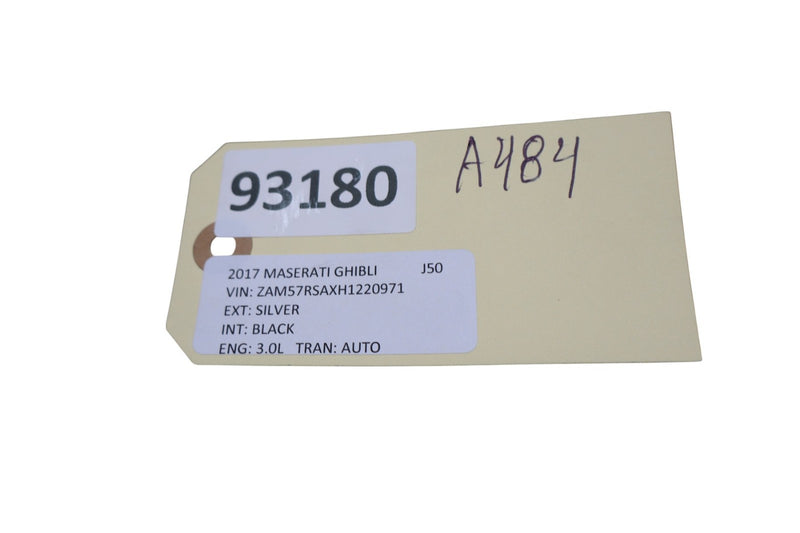 93180
A484
2017 MASERATI GHIBLI J50
VIN: ZAM57RSAXH1220971
EXT: SILVER
INT: BLACK
ENG: 3.0L TRAN: AUTO